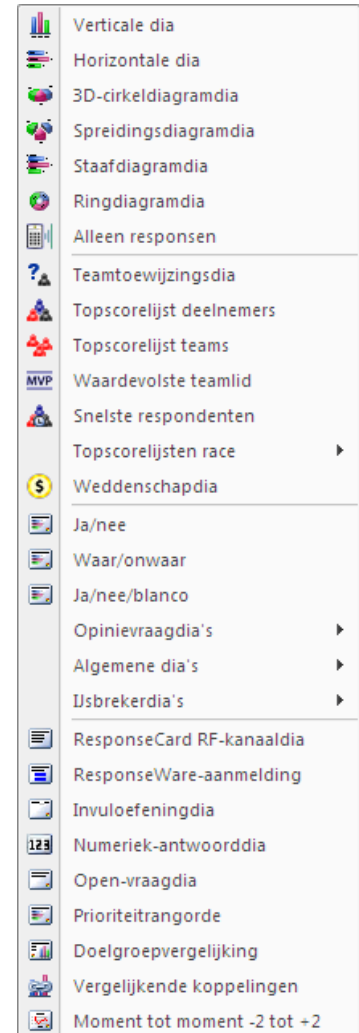 Verticale dia
Horizontale dia
3D-cirkeldiagramdia
Spreidingsdiagramdia
Staafdiagramdia
Ringdiagramdia
Alleen responsen
Teamtoewijzingsdia
Topscorelijst deelnemers
Topscorelijst teams
MVP Waardevolste teamlid
Snelste respondenten
Topscorelijsten race
$ Weddenschapdia
Ja/nee
Waar/onwaar
Ja/nee/blanco
Opinievraagdia's
Algemene dia's
IJsbrekerdia's
ResponseCard RF-kanaaldia
ResponseWare-aanmelding
Invuloefeningdia
123 Numeriek-antwoorddia
Open-vraagdia
Prioriteitrangorde
Doelgroepvergelijking
Vergelijkende koppelingen
Moment tot moment -2 tot +2